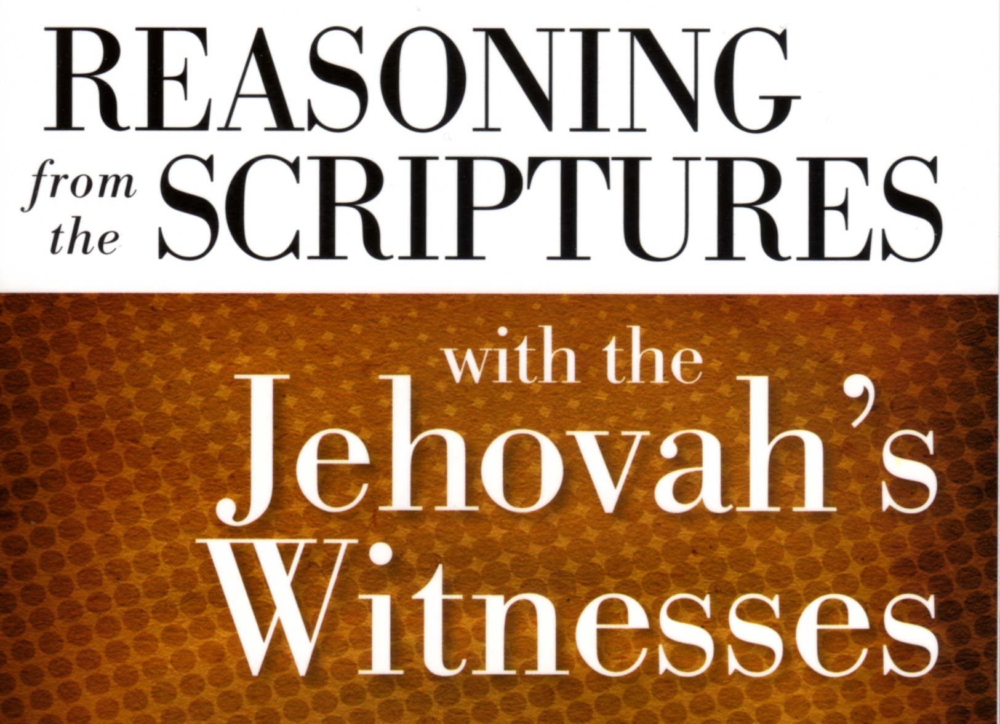 REASONING
from the SCRIPTURES
with the
Jehovah’s
Witnesses